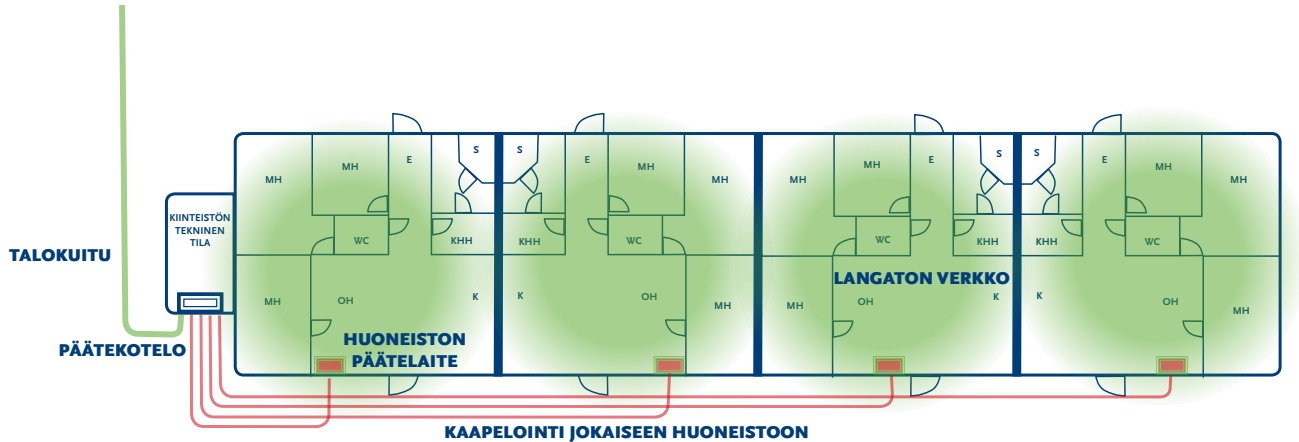 TALOKUITU
KIINTEISTÖN
TEKNINEN
TILA
PÄÄTEKOTELO
MH
MH
E
S
WC
KHH
MH
OH
K
HUONEISTON
PÄÄTELAITE
S
E
MH
MH
KHH
WC
K
OH
MH
MH
MH
E
S
WC
KHH
LANGATON VERKKO
MH
OH
K
S
E
MH
MH
KHH
WC
K
OH
MH
KAAPELOINTI JOKAISEEN HUONEISTOON